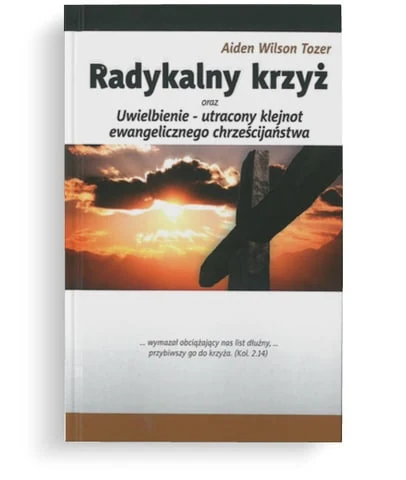 Aiden Wilson Tozer
Radykalny krzyż
oraz
Uwielbienie - utracony klejnot
ewangelicznego chrześcijaństwa
... wymazał obciążający nas list dłużny, ...
przybiwszy go do krzyża. (Kol. 2.14)